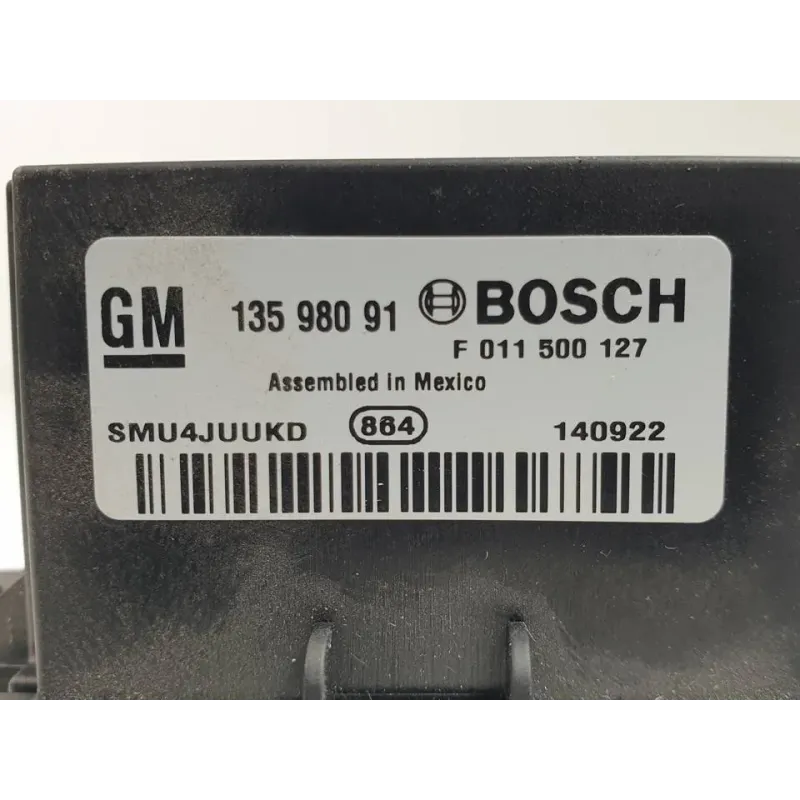 GM 135 980 91 BOSCH
F 011 500 127
Assembled in Mexico
SMU4JUUKD 864 140922